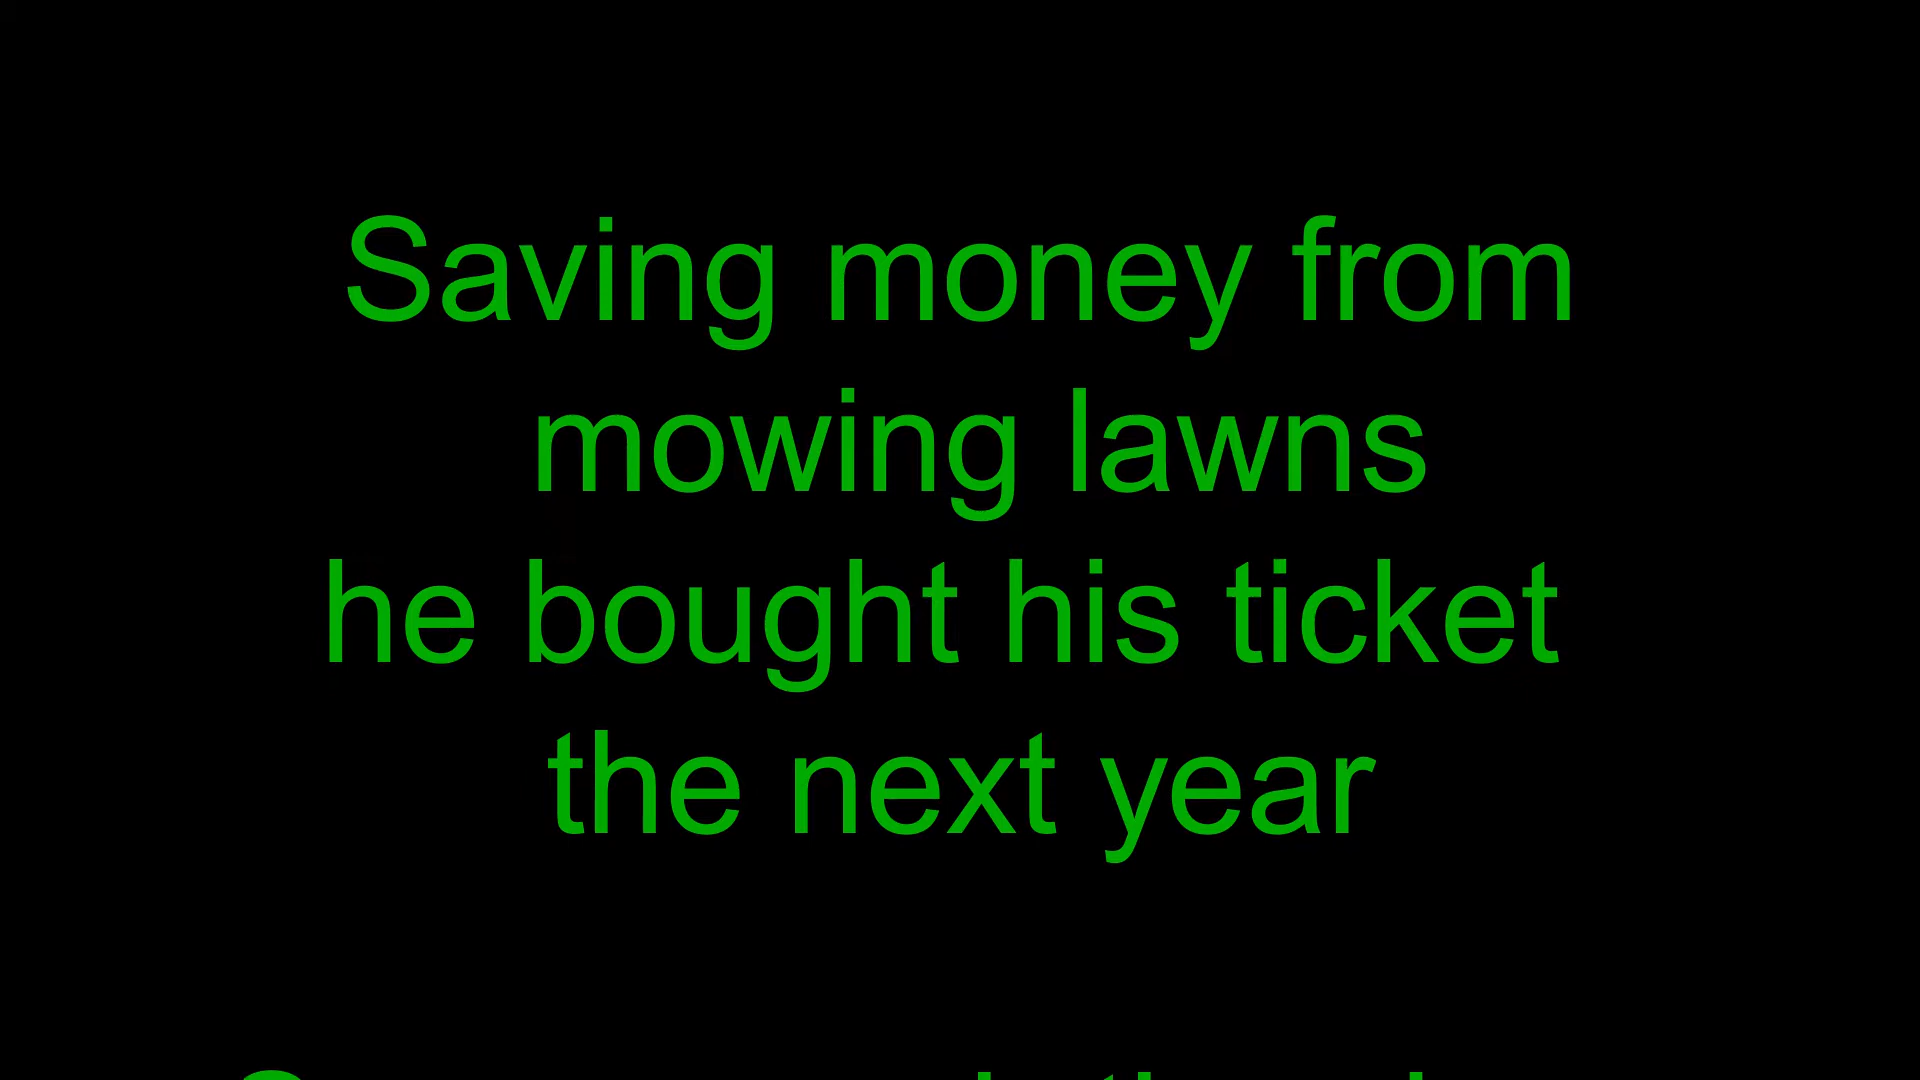 Saving money from
mowing lawns
he bought his ticket
the next year